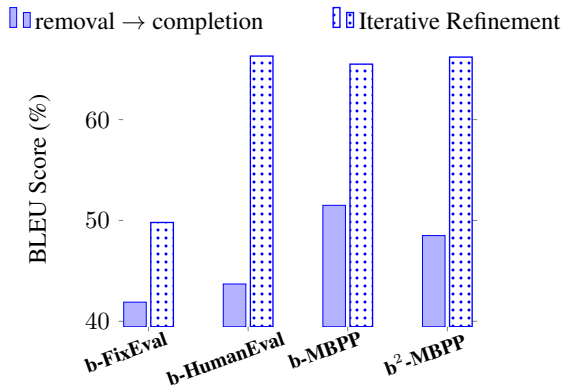 removal → completion
Iterative Refinement
BLEU Score (%)
60
50
40
b-FixEval
b-HumanEval
b-MBPP
b²-MBPP